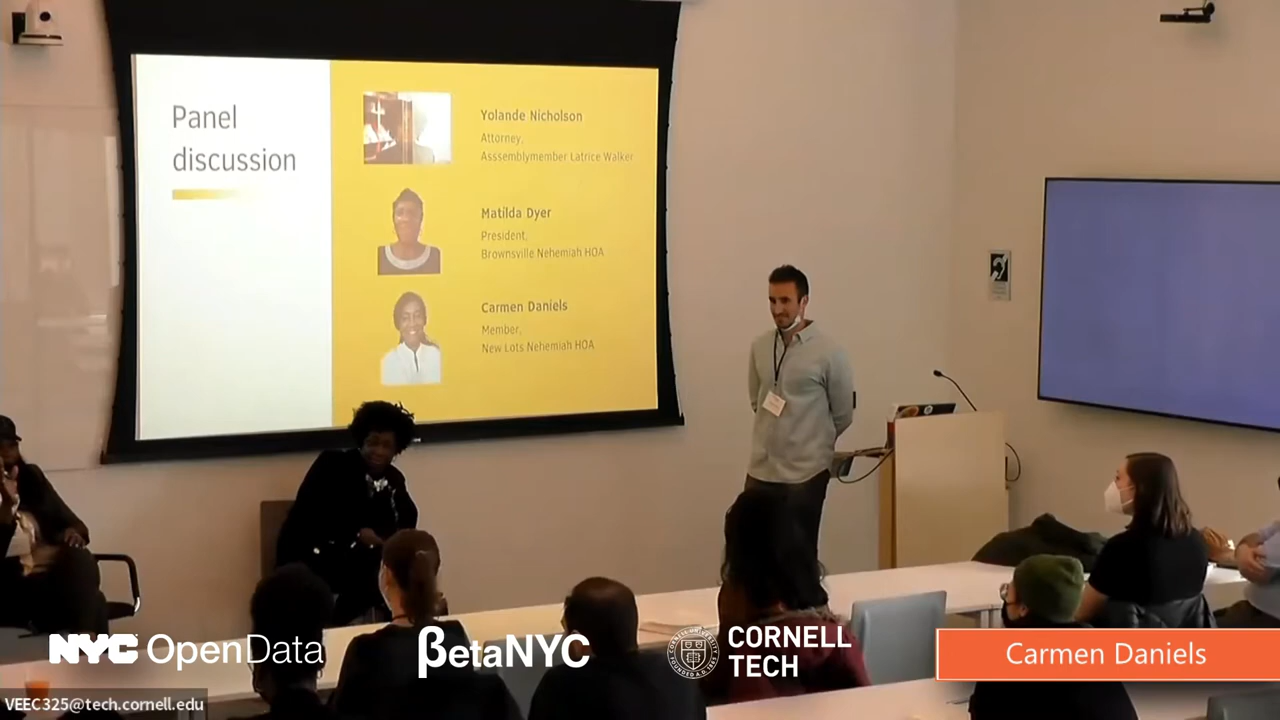 Panel
discussion
Yolande Nicholson
Attorney,
Asssemblymember Latrice Walker
Matilda Dyer
President,
Brownsville Nehemiah HOA
Carmen Daniels
Member,
New Lots Nehemiah HOA
NYC OpenData
βetaNYC
CORNELL
TECH
Carmen Daniels
VEEC325@tech.cornell.edu